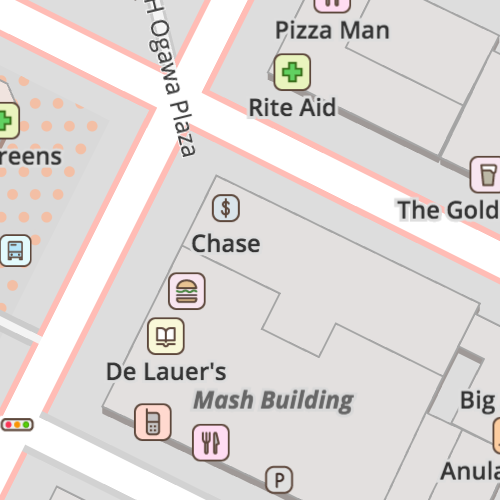 H Ogawa Plaza
Pizza Man
Rite Aid
reens
The Gold
$
Chase
De Lauer's
Mash Building
Big
Anula
P